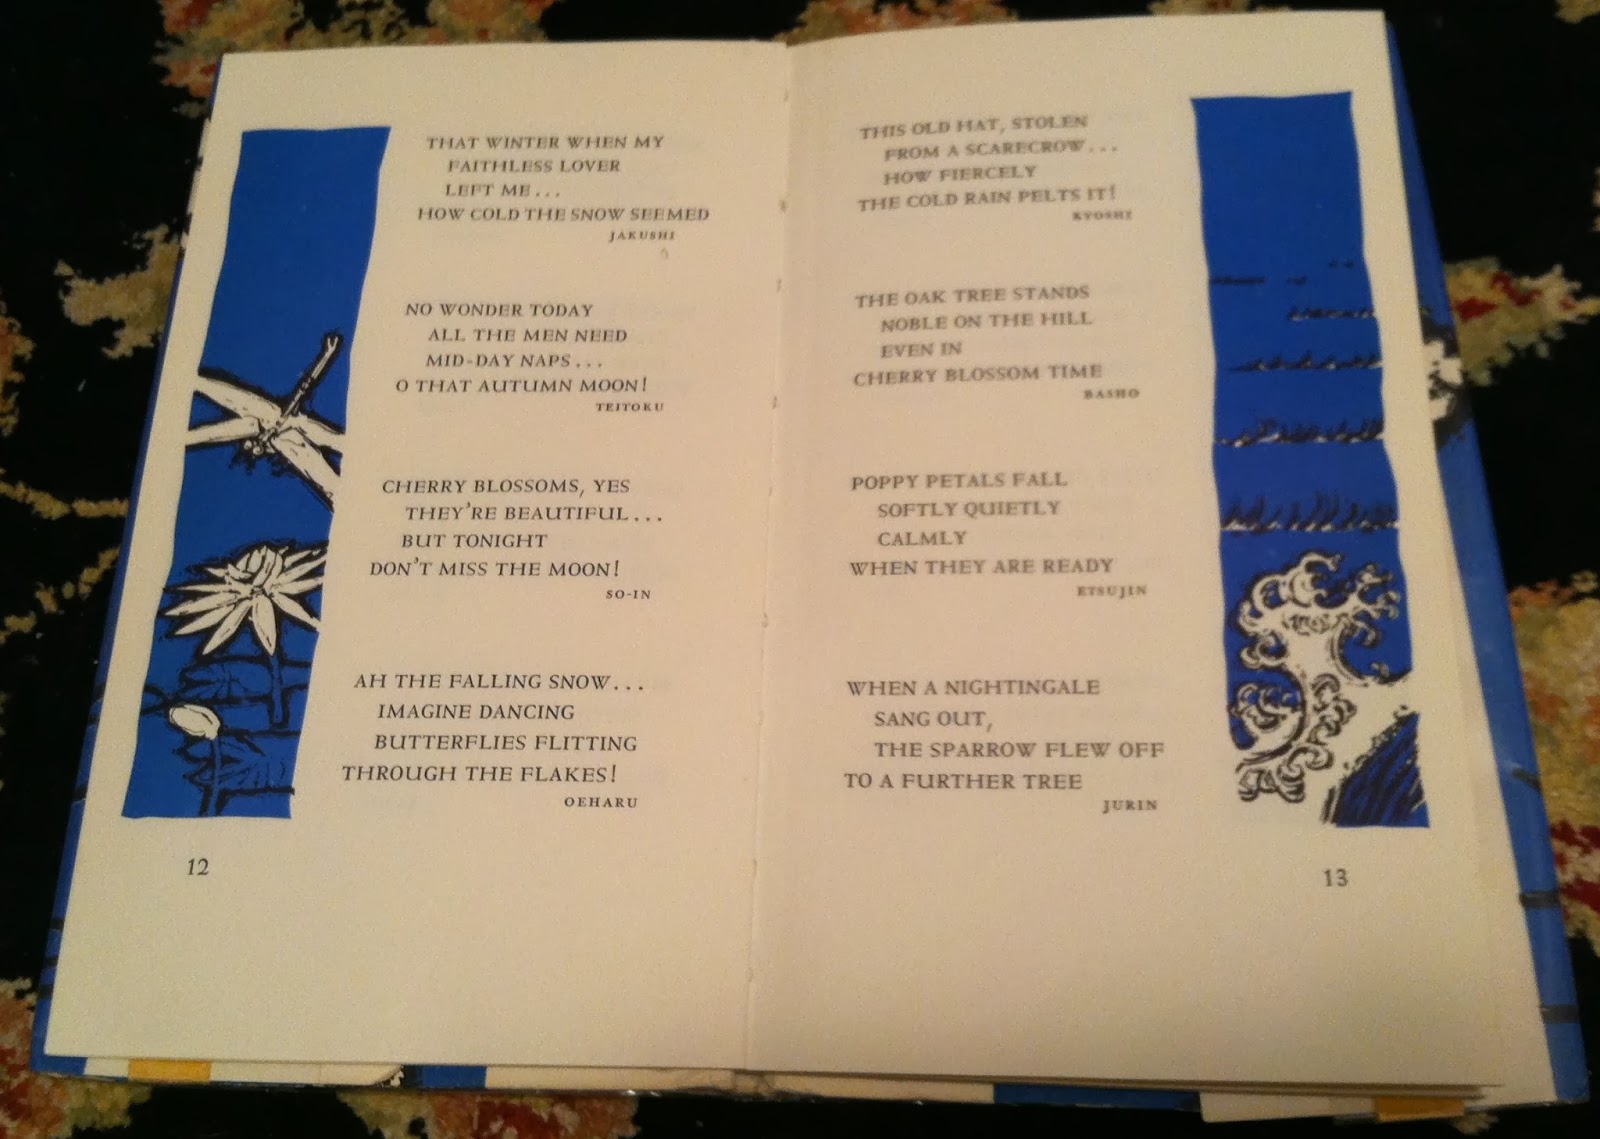 THAT WINTER WHEN MY
FAITHLESS LOVER
LEFT ME...
HOW COLD THE SNOW SEEMED
JAKUSHI
NO WONDER TODAY
ALL THE MEN NEED
MID-DAY NAPS...
O THAT AUTUMN MOON!
TEITOKU
CHERRY BLOSSOMS, YES
THEY'RE BEAUTIFUL...
BUT TONIGHT
DON'T MISS THE MOON!
SO-IN
AH THE FALLING SNOW...
IMAGINE DANCING
BUTTERFLIES FLITTING
THROUGH THE FLAKES!
OEHARU
12
THIS OLD HAT, STOLEN
FROM A SCARECROW...
HOW FIERCELY
THE COLD RAIN PELTS IT!
KYOSHI
THE OAK TREE STANDS
NOBLE ON THE HILL
EVEN IN
CHERRY BLOSSOM TIME
BASHO
POPPY PETALS FALL
SOFTLY QUIETLY
CALMLY
WHEN THEY ARE READY
ETSUJIN
WHEN A NIGHTINGALE
SANG OUT,
THE SPARROW FLEW OFF
TO A FURTHER TREE
JURIN
13